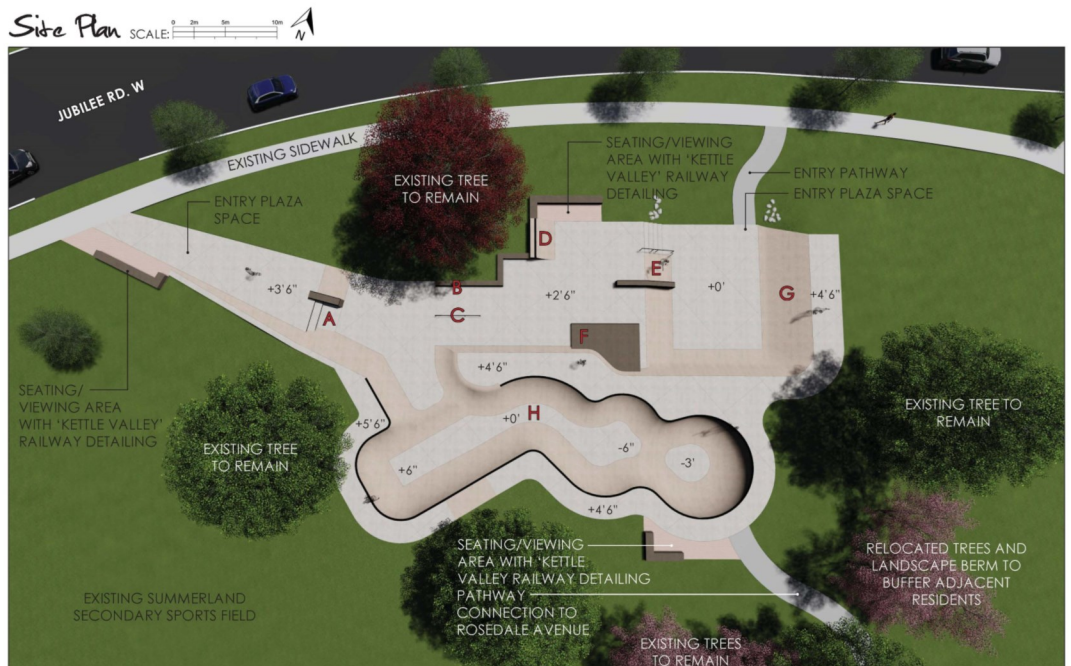 Site Plan SCALE: 0 2m 5m 10m
N
JUBILEE RD. W
EXISTING SIDEWALK
ENTRY PLAZA
SPACE
EXISTING TREE
TO REMAIN
SEATING/VIEWING
AREA WITH 'KETTLE
VALLEY' RAILWAY
DETAILING
ENTRY PATHWAY
ENTRY PLAZA SPACE
D
E
B
C
A
F
G
H
+3'6"
+2'6"
+0'
+4'6"
+4'6"
+5'6"
+0'
+6"
-6"
-3'
+4'6"
SEATING/
VIEWING AREA
WITH 'KETTLE VALLEY'
RAILWAY DETAILING
EXISTING TREE
TO REMAIN
EXISTING TREE TO
REMAIN
SEATING/VIEWING
AREA WITH 'KETTLE
VALLEY RAILWAY DETAILING
PATHWAY
CONNECTION TO
ROSEDALE AVENUE
RELOCATED TREES AND
LANDSCAPE BERM TO
BUFFER ADJACENT
RESIDENTS
EXISTING SUMMERLAND
SECONDARY SPORTS FIELD
EXISTING TREES
TO REMAIN